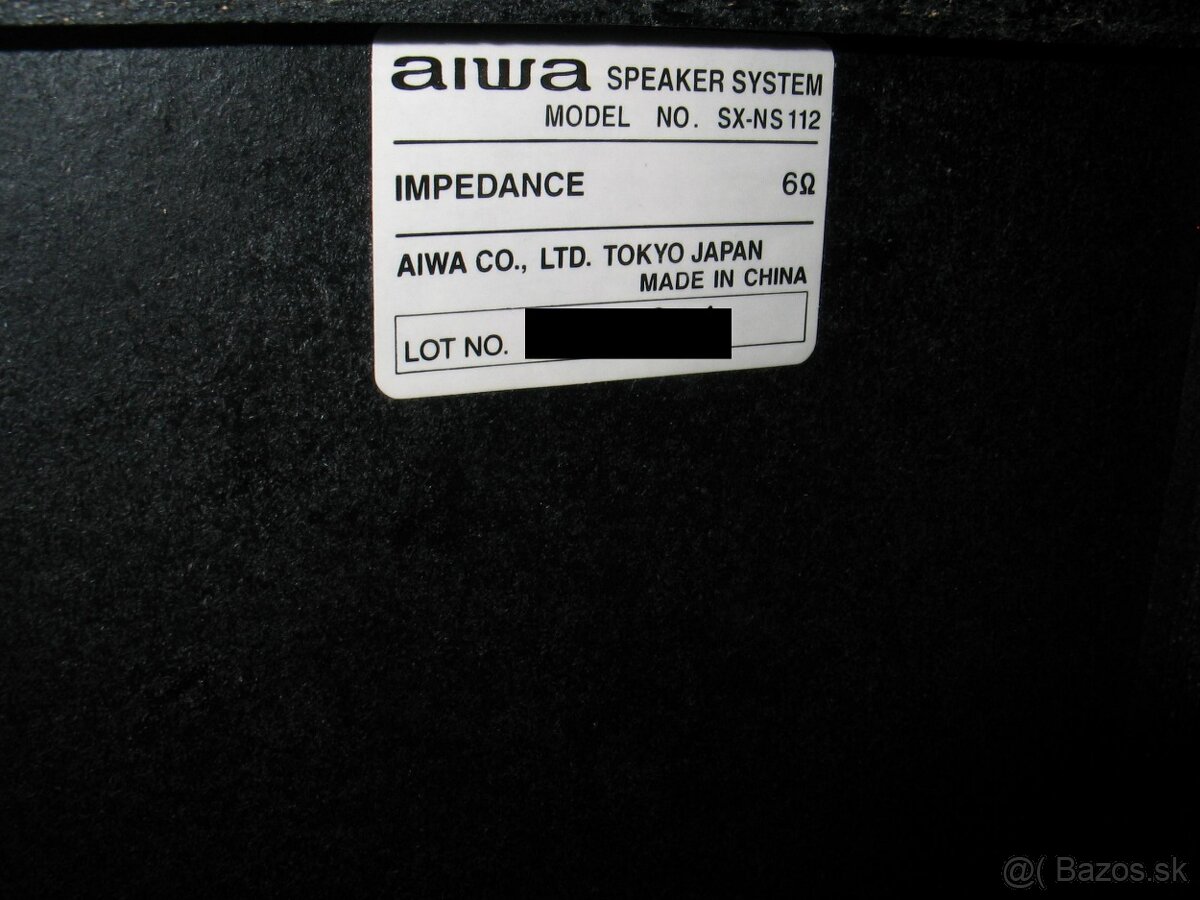 aiwa SPEAKER SYSTEM
MODEL NO. SX-NS112
IMPEDANCE 6Ω
AIWA CO., LTD. TOKYO JAPAN
MADE IN CHINA
LOT NO.
@( Bazos.sk